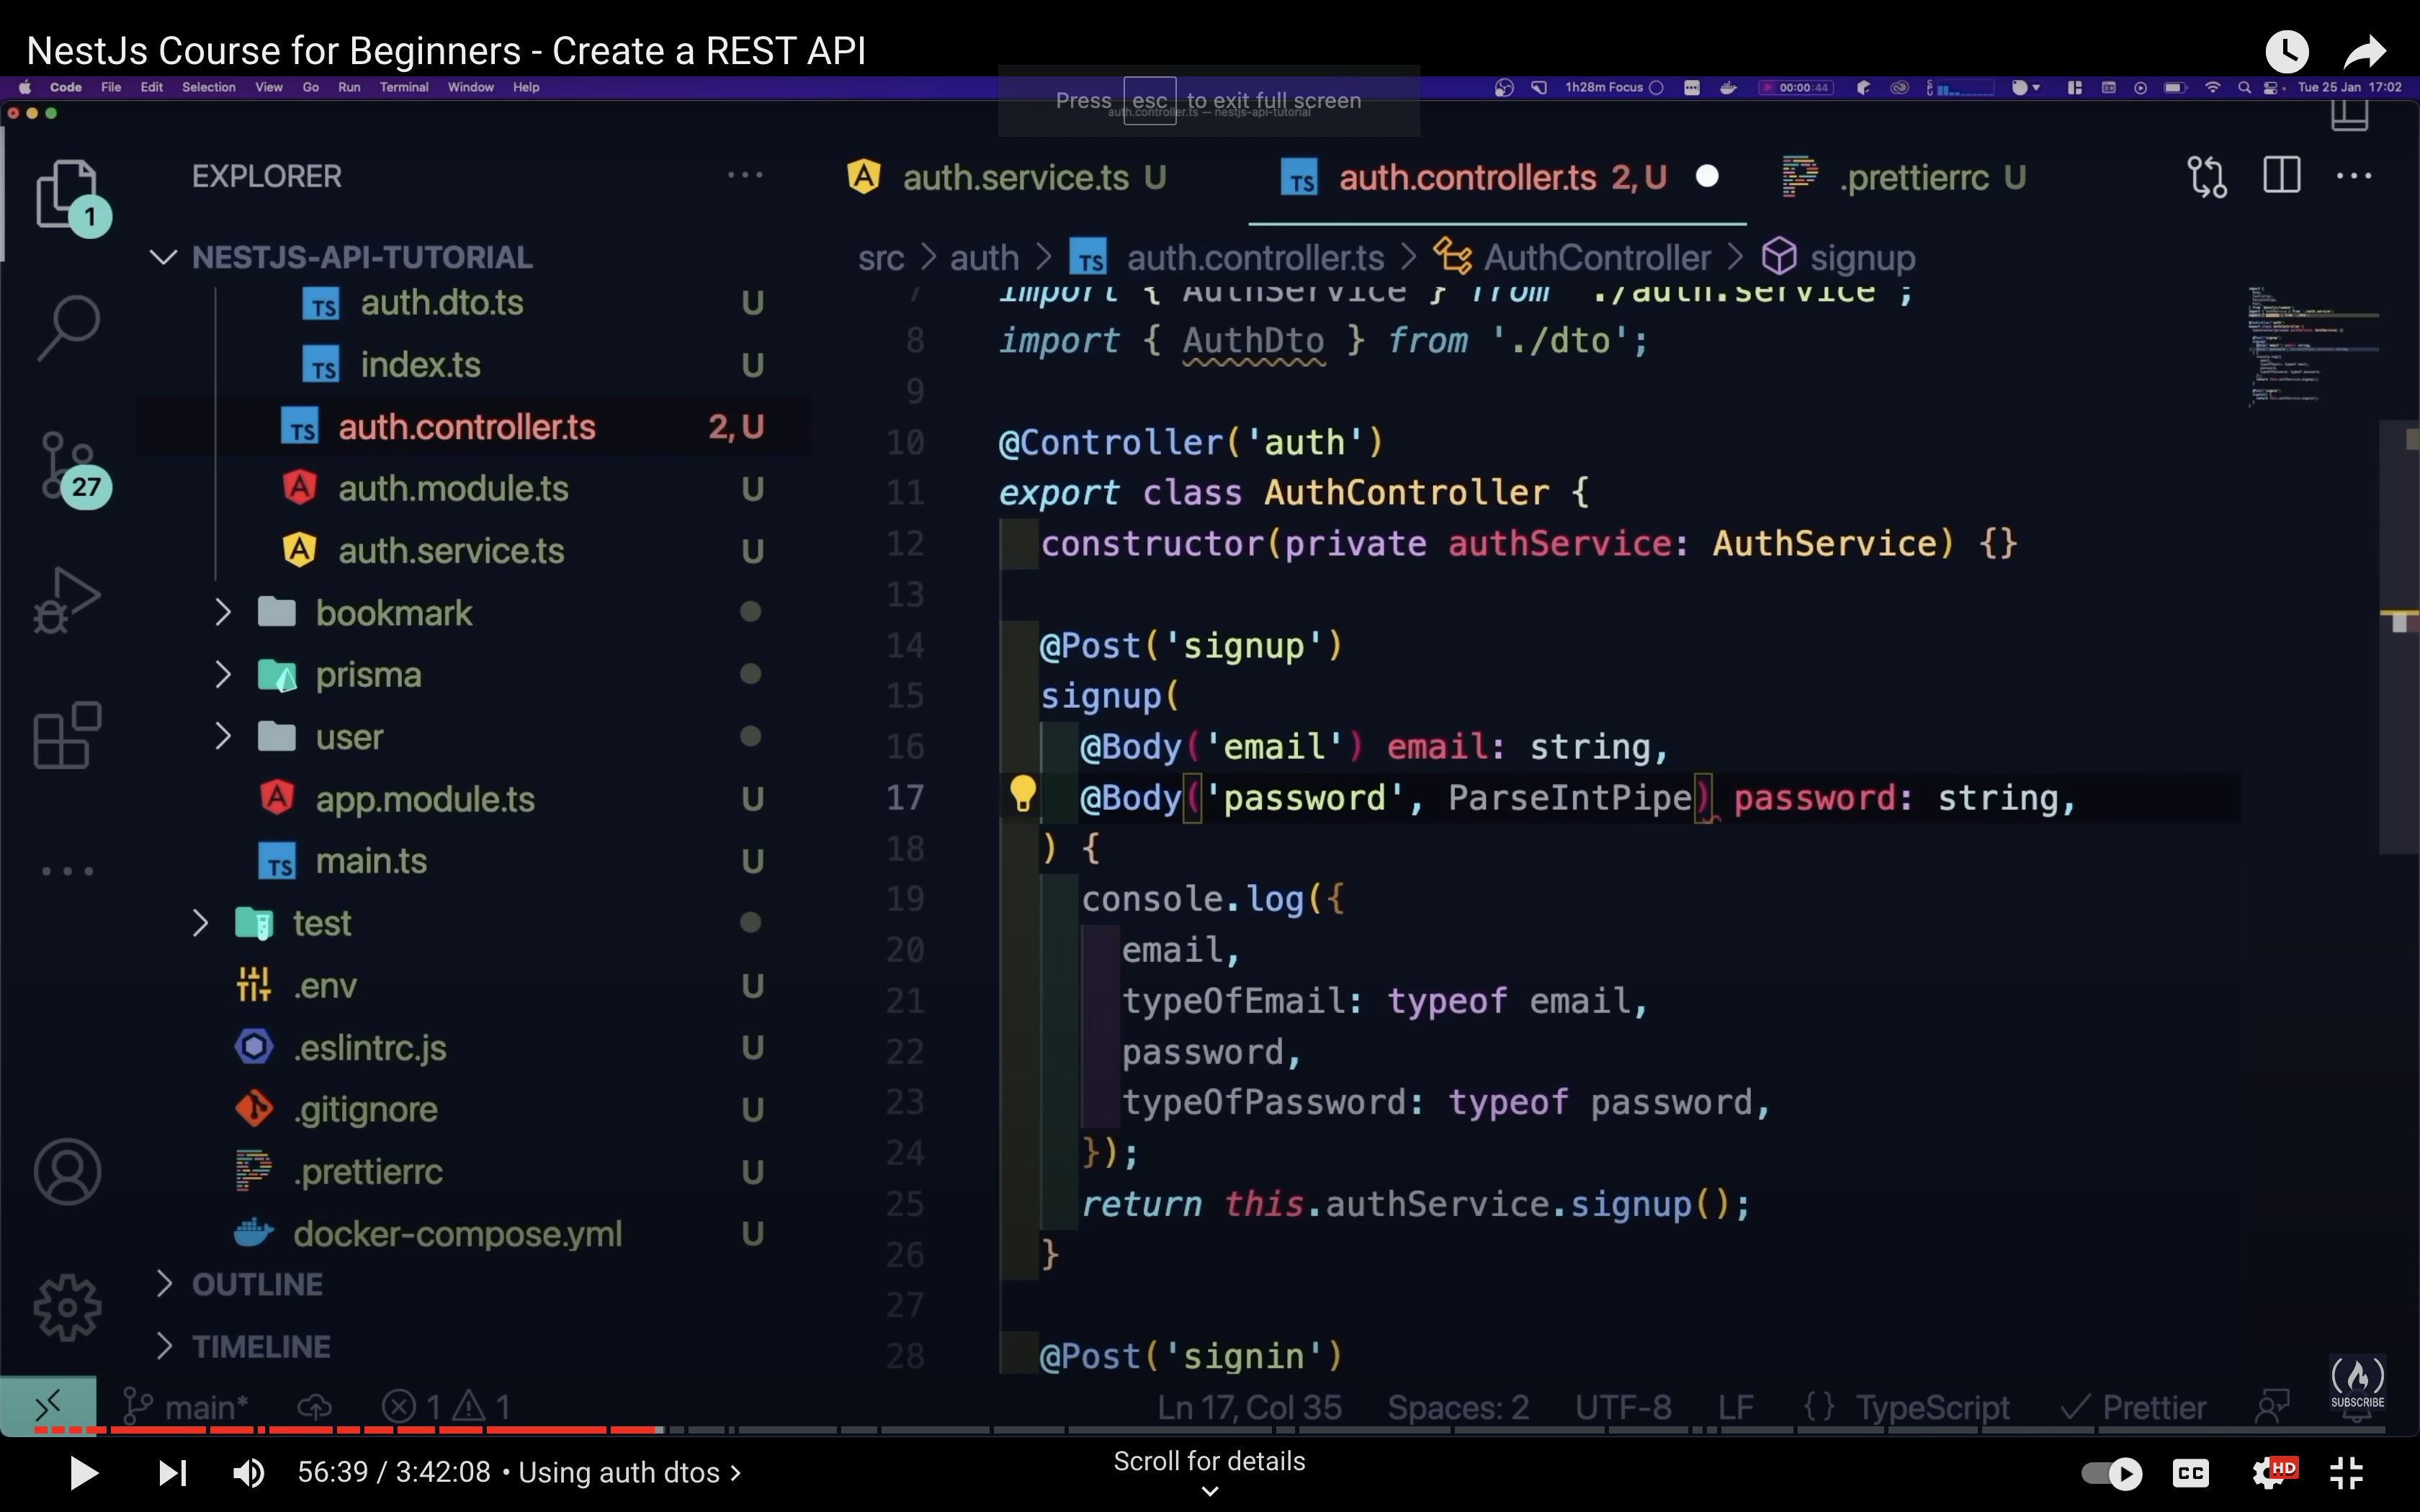 NestJs Course for Beginners - Create a REST API
Code File Edit Selection View Go Run Terminal Window Help
1h28m Focus 00:00:44 Tue 25 Jan 17:02
Press esc to exit full screen
auth.controller.ts — nestjs-api-tutorial
EXPLORER
auth.service.ts U
auth.controller.ts 2, U
.prettierrc U
1
27
NESTJS-API-TUTORIAL
auth.dto.ts U
index.ts U
auth.controller.ts 2, U
auth.module.ts U
auth.service.ts U
bookmark
prisma
user
app.module.ts U
main.ts U
test
.env U
.eslintrc.js U
.gitignore U
.prettierrc U
docker-compose.yml U
OUTLINE
TIMELINE
src > auth > TS auth.controller.ts > AuthController > signup
7 import { AuthService } from './auth.service';
8 import { AuthDto } from './dto';
9
10 @Controller('auth')
11 export class AuthController {
12 constructor(private authService: AuthService) {}
13
14 @Post('signup')
15 signup(
16 @Body('email') email: string,
17 @Body('password', ParseIntPipe) password: string,
18 ) {
19 console.log({
20 email,
21 typeOfEmail: typeof email,
22 password,
23 typeOfPassword: typeof password,
24 });
25 return this.authService.signup();
26 }
27
28 @Post('signin')
main* 1 1
Ln 17, Col 35 Spaces: 2 UTF-8 LF {} TypeScript Prettier
SUBSCRIBE
56:39 / 3:42:08 • Using auth dtos
Scroll for details
CC HD